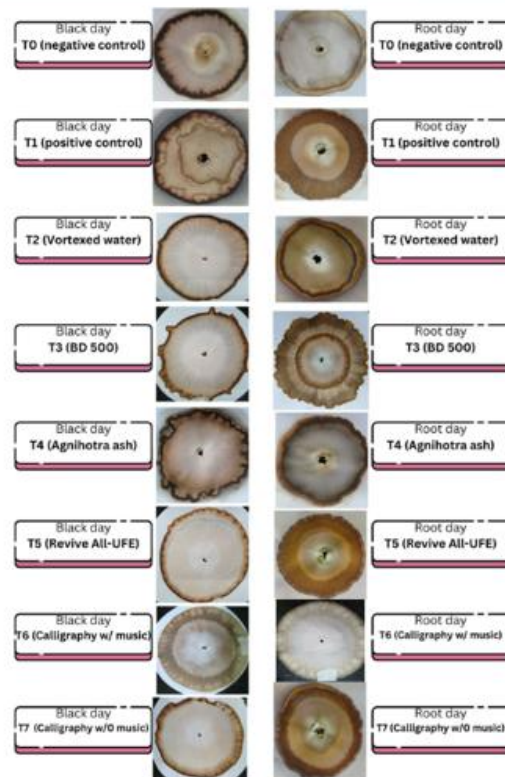 Black day
T0 (negative control)
Root day
T0 (negative control)
Black day
T1 (positive control)
Root day
T1 (positive control)
Black day
T2 (Vortexed water)
Root day
T2 (Vortexed water)
Black day
T3 (BD 500)
Root day
T3 (BD 500)
Black day
T4 (Agnihotra ash)
Root day
T4 (Agnihotra ash)
Black day
T5 (Revive All-UFE)
Root day
T5 (Revive All-UFE)
Black day
T6 (Calligraphy w/ music)
Root day
T6 (Calligraphy w/ music)
Black day
T7 (Calligraphy w/0 music)
Root day
T7 (Calligraphy w/0 music)